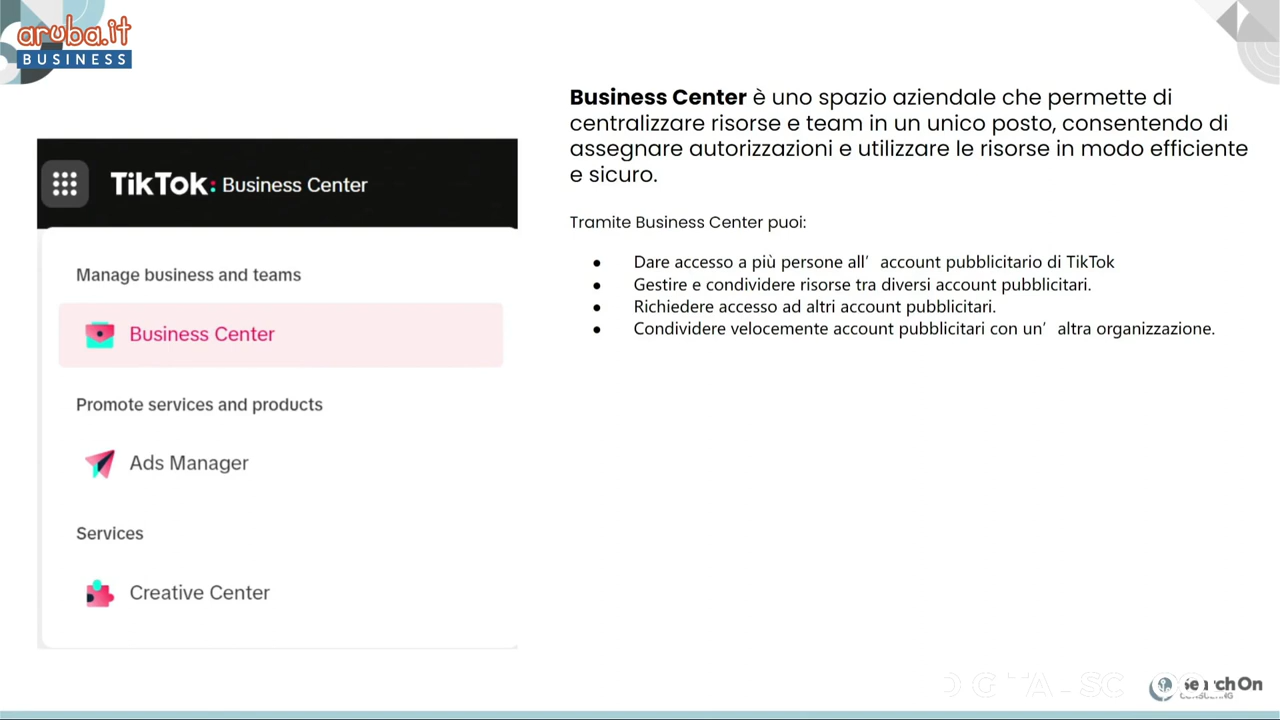 aruba.it
BUSINESS
TikTok: Business Center
Manage business and teams
Business Center
Promote services and products
Ads Manager
Services
Creative Center
Business Center è uno spazio aziendale che permette di
centralizzare risorse e team in un unico posto, consentendo di
assegnare autorizzazioni e utilizzare le risorse in modo efficiente
e sicuro.
Tramite Business Center puoi:
● Dare accesso a più persone all’ account pubblicitario di TikTok
● Gestire e condividere risorse tra diversi account pubblicitari.
● Richiedere accesso ad altri account pubblicitari.
● Condividere velocemente account pubblicitari con un’ altra organizzazione.
SearchOn
CONSULTING